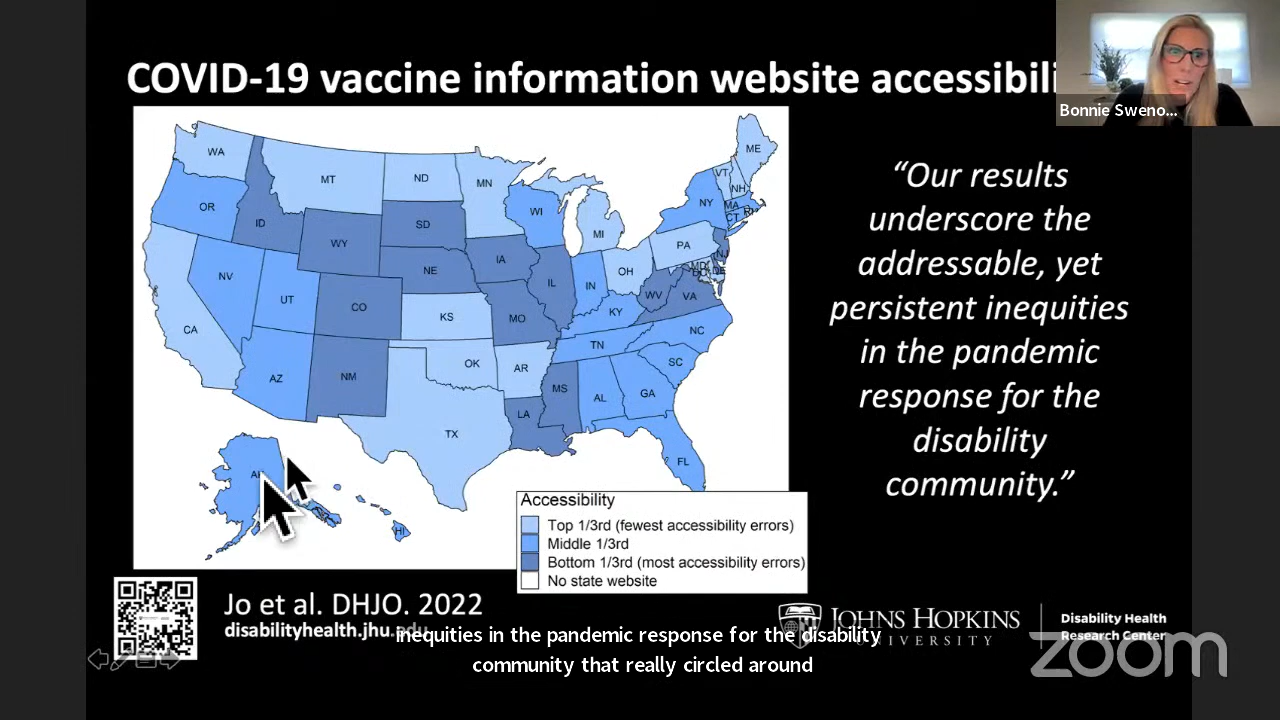 COVID-19 vaccine information website accessibili
Bonnie Sweno...
WA
MT
ND
MN
ME
VT
NH
OR
ID
WY
SD
WI
MI
NY
MA
CT
RI
NV
UT
CO
NE
IA
IL
IN
OH
PA
NJ
MD
DE
WV
VA
CA
KS
MO
KY
NC
AZ
NM
OK
AR
TN
SC
MS
AL
GA
TX
LA
FL
HI
“Our results
underscore the
addressable, yet
persistent inequities
in the pandemic
response for the
disability
community.”
Accessibility
Top 1/3rd (fewest accessibility errors)
Middle 1/3rd
Bottom 1/3rd (most accessibility errors)
No state website
Jo et al. DHJO. 2022
disabilityhealth.jhu.edu
JOHNS HOPKINS
UNIVERSITY
Disability Health
Research Center
inequities in the pandemic response for the disability
community that really circled around
zoom